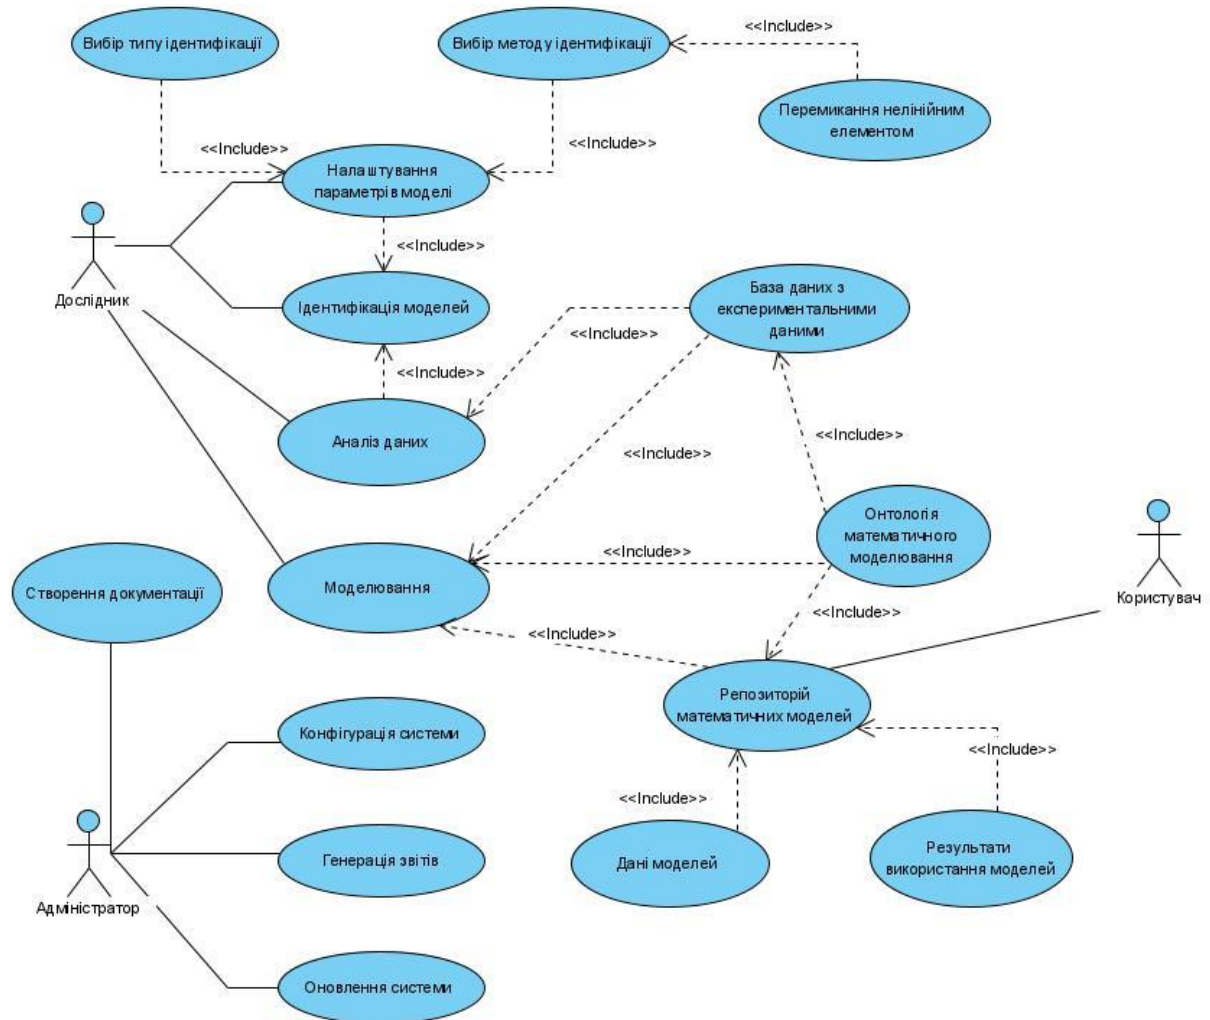 Вибір типу ідентифікації
Вибір методу ідентифікації
<<Include>>
Перемикання нелінійним
елементом
<<Include>>
<<Include>>
Налаштування
параметрів моделі
<<Include>>
Дослідник
Ідентифікація моделей
База даних з
експериментальними
даними
<<Include>>
<<Include>>
Аналіз даних
<<Include>>
<<Include>>
Онтологія
математичного
моделювання
<<Include>>
Моделювання
Створення документації
Користувач
<<Include>>
<<Include>>
Репозиторій
математичних моделей
Конфігурація системи
<<Include>>
<<Include>>
Генерація звітів
Дані моделей
Результати
використання моделей
Адміністратор
Оновлення системи